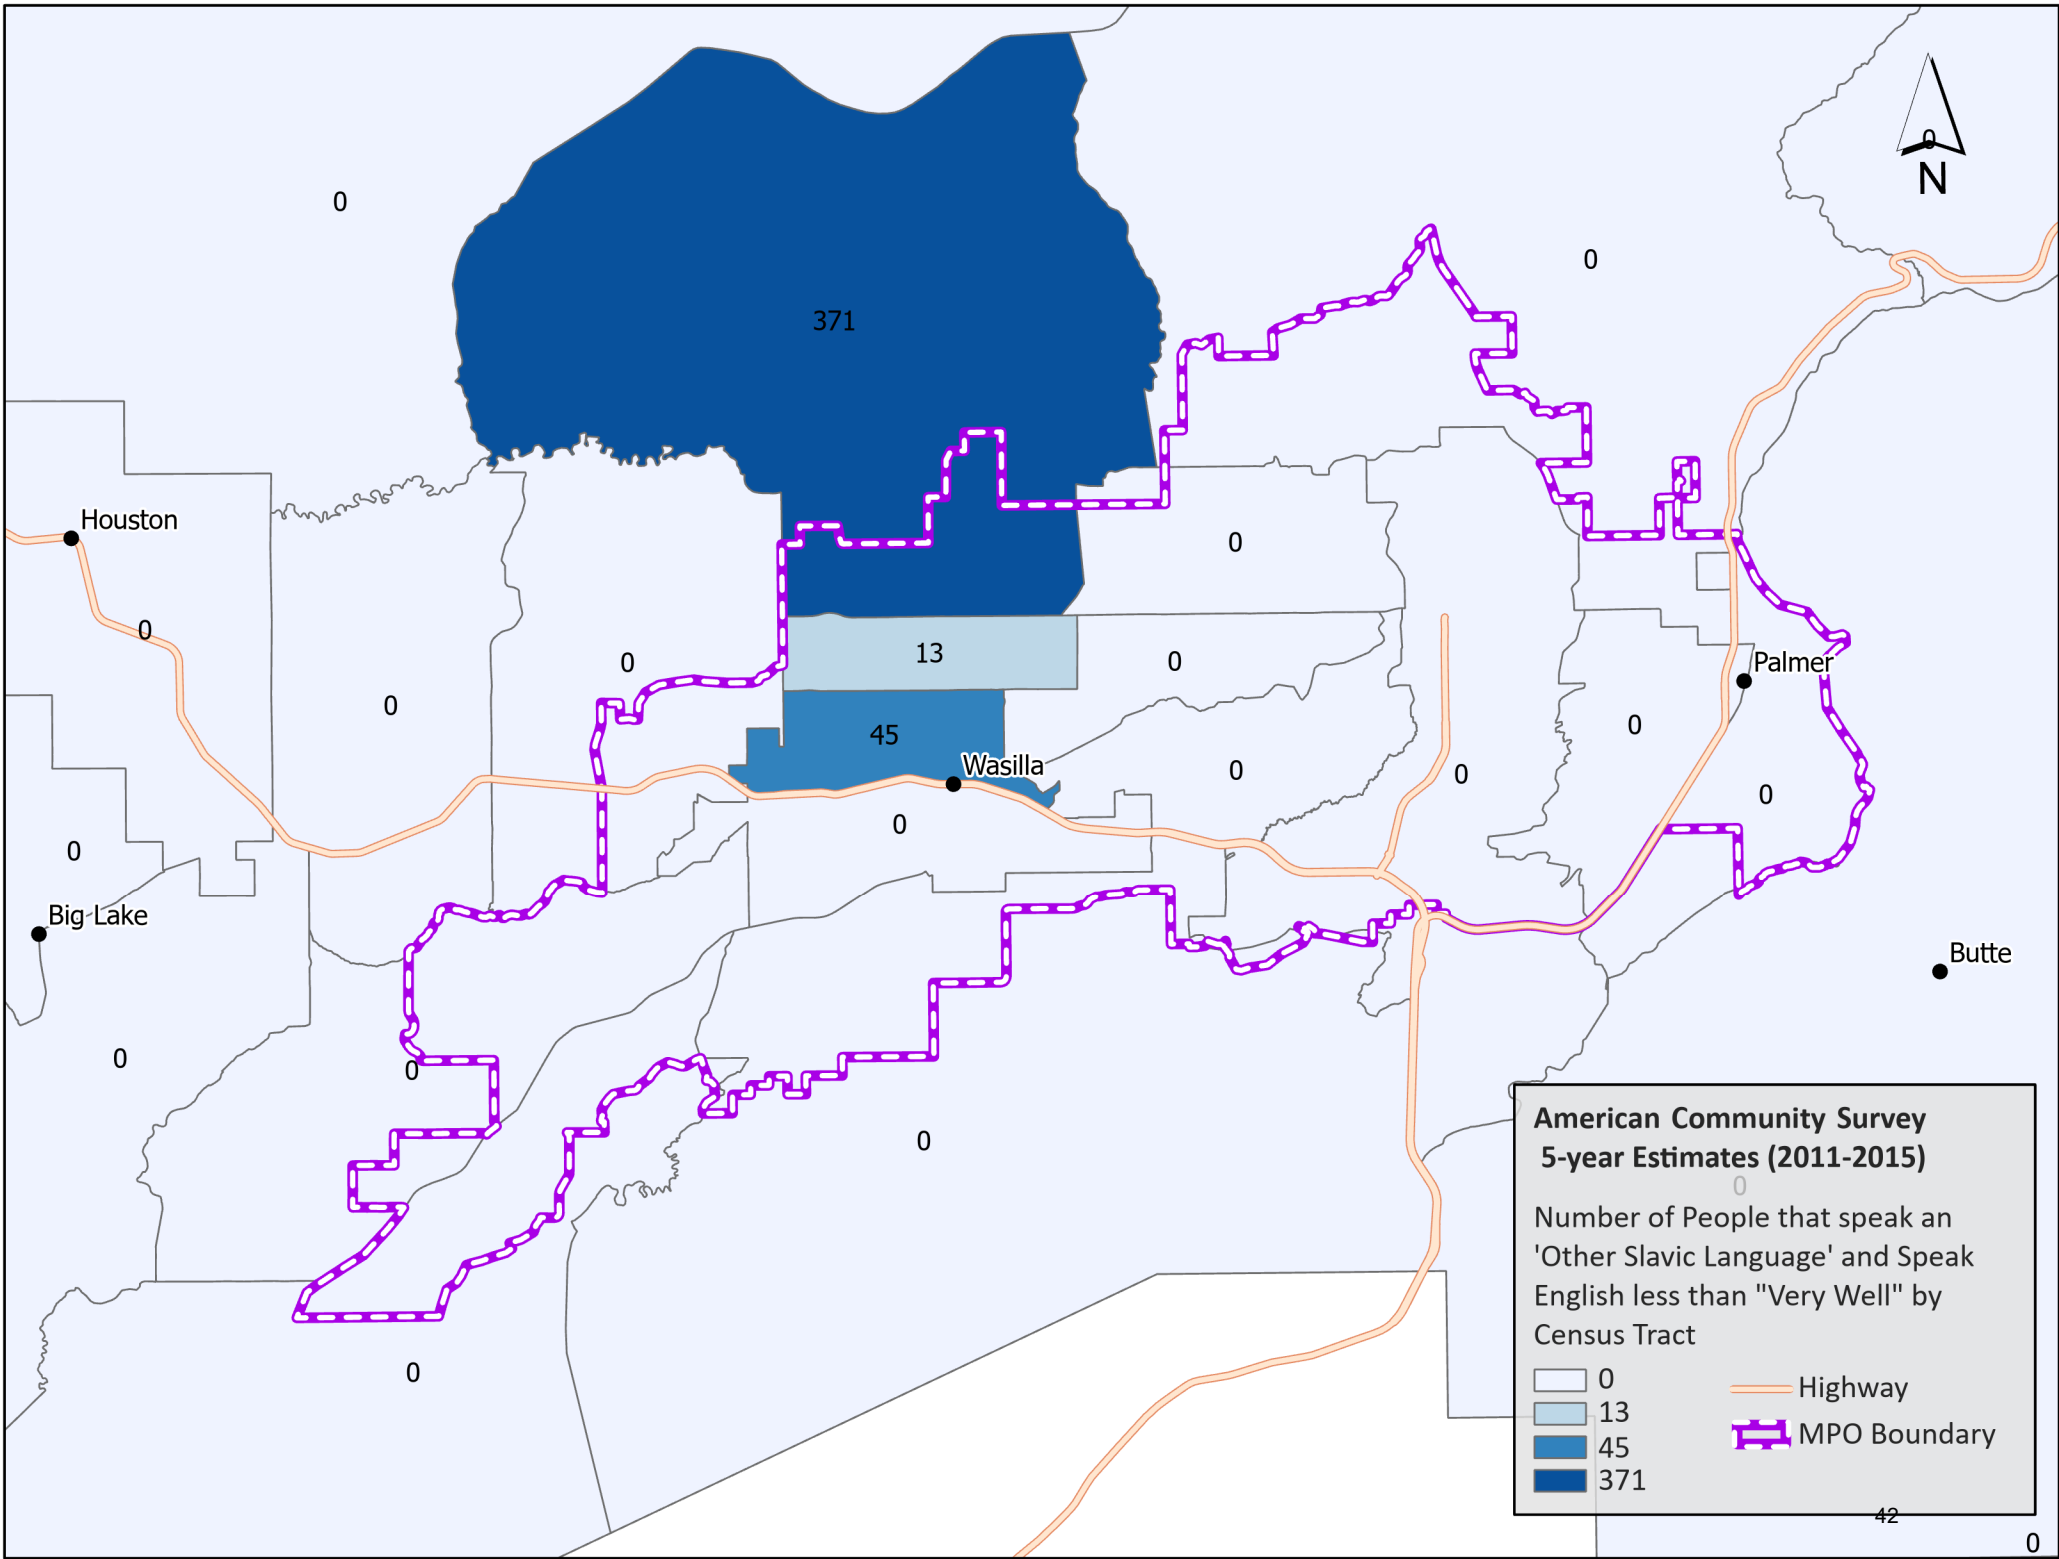 0
N
0
0
371
Houston
0
0
13
0
0
Palmer
0
0
0
45
Wasilla
0
0
0
0
0
Big Lake
Butte
0
0
0
0
0
American Community Survey
5-year Estimates (2011-2015)
0
Number of People that speak an
'Other Slavic Language' and Speak
English less than "Very Well" by
Census Tract
0
13
45
371
Highway
MPO Boundary
42
0